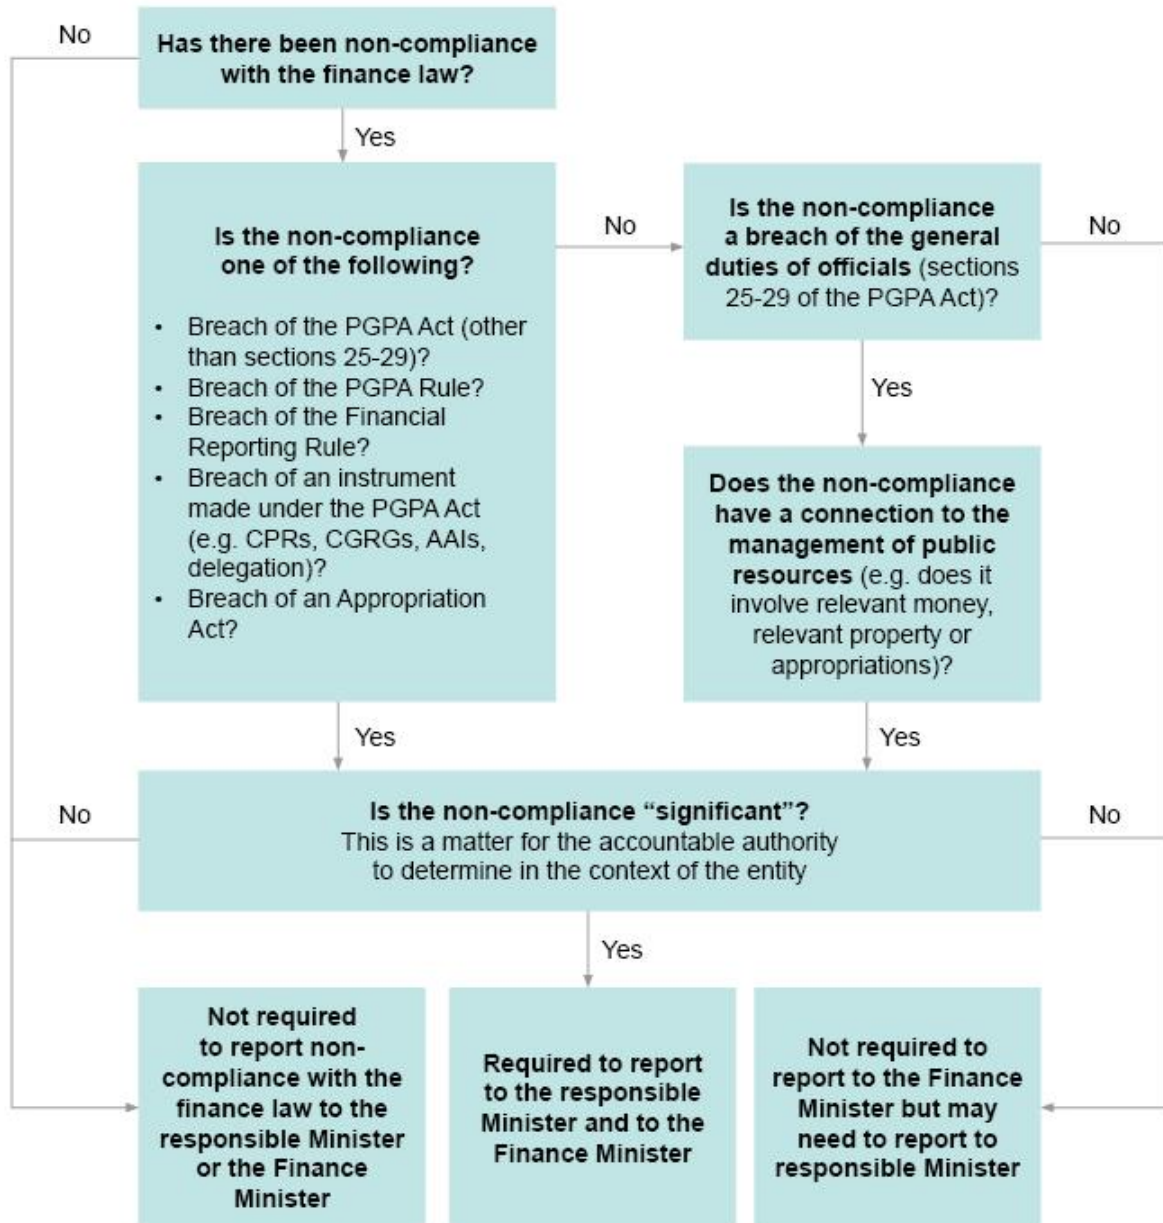 No
Has there been non-compliance
with the finance law?
Yes
Is the non-compliance
one of the following?
• Breach of the PGPA Act (other
than sections 25-29)?
• Breach of the PGPA Rule?
• Breach of the Financial
Reporting Rule?
• Breach of an instrument
made under the PGPA Act
(e.g. CPRs, CGRGs, AAIs,
delegation)?
• Breach of an Appropriation
Act?
No
Is the non-compliance
a breach of the general
duties of officials (sections
25-29 of the PGPA Act)?
No
Yes
Does the non-compliance
have a connection to the
management of public
resources (e.g. does it
involve relevant money,
relevant property or
appropriations)?
Yes
Yes
No
Is the non-compliance “significant”?
This is a matter for the accountable authority
to determine in the context of the entity
No
Yes
Not required
to report non-
compliance with the
finance law to the
responsible Minister
or the Finance
Minister
Required to report
to the responsible
Minister and to the
Finance Minister
Not required to
report to the Finance
Minister but may
need to report to
responsible Minister